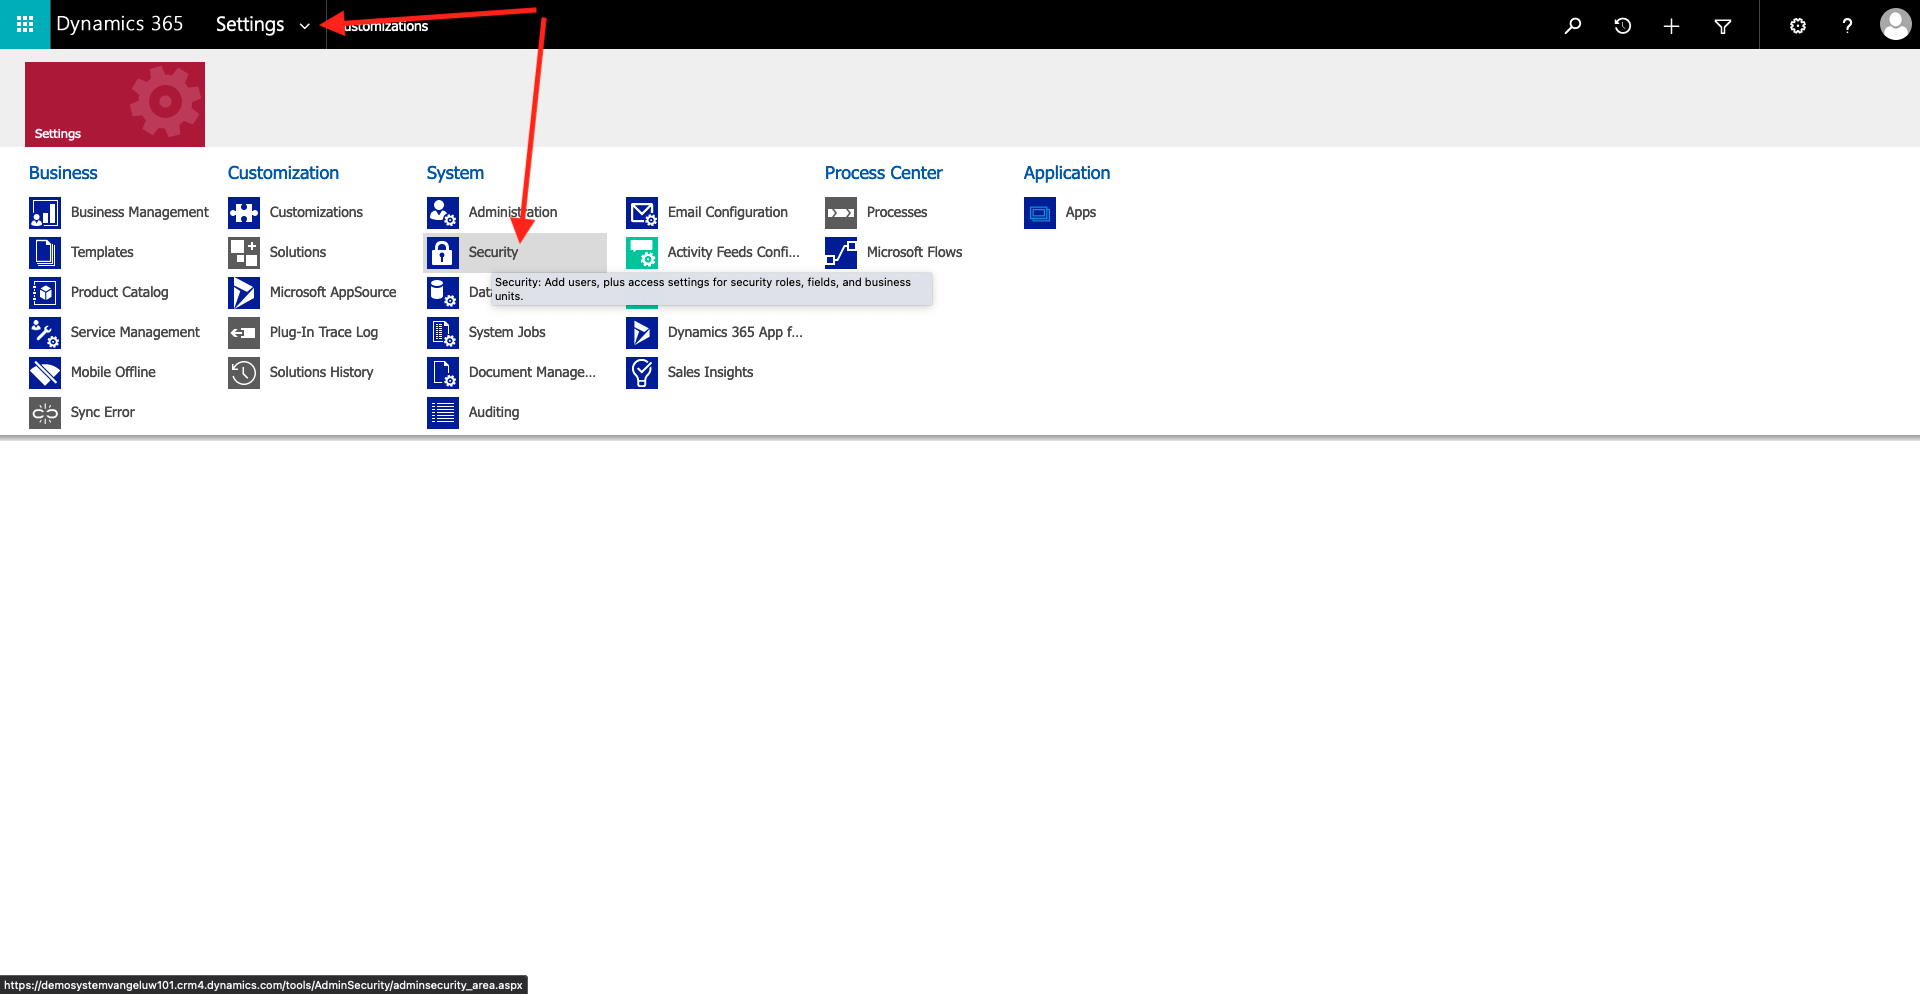 Dynamics 365 Settings ustomizations
Settings
Business
Business Management
Templates
Product Catalog
Service Management
Mobile Offline
Sync Error
Customization
Customizations
Solutions
Microsoft AppSource
Plug-In Trace Log
Solutions History
System
Administration
Security
Dat
System Jobs
Document Manage...
Auditing
Email Configuration
Activity Feeds Confi...
Dynamics 365 App f...
Sales Insights
Security: Add users, plus access settings for security roles, fields, and business
units.
Process Center
Processes
Microsoft Flows
Application
Apps
https://demosystemvangeluw101.crm4.dynamics.com/tools/AdminSecurity/adminsecurity_area.aspx